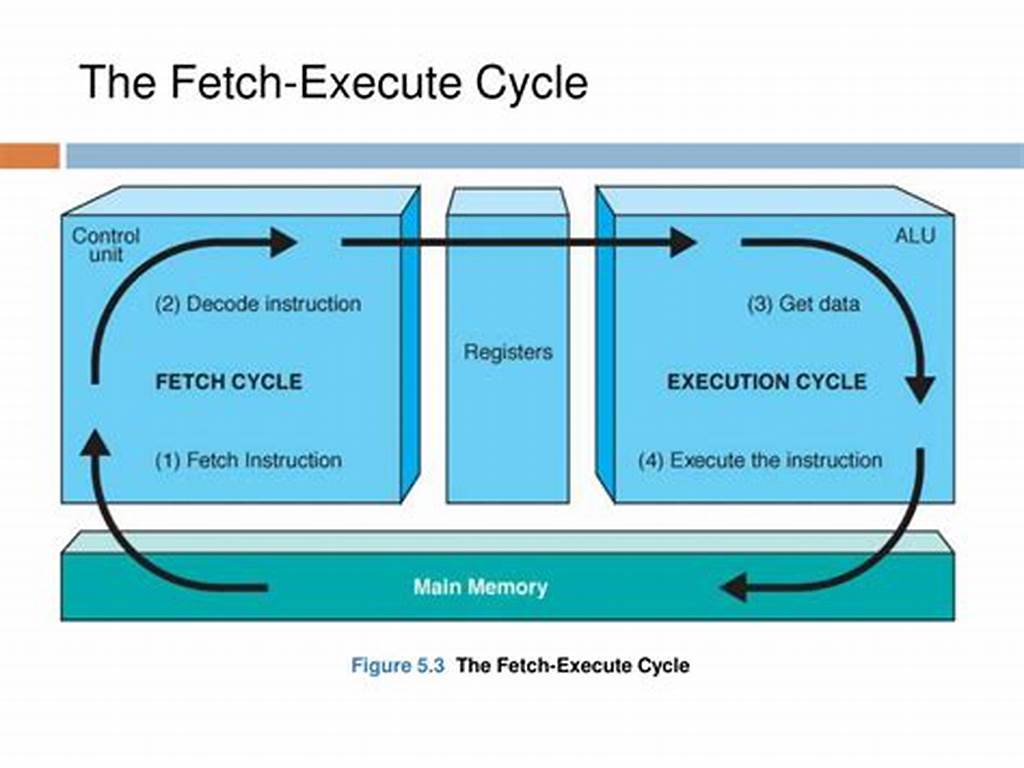 The Fetch-Execute Cycle
Control
unit
(2) Decode instruction
FETCH CYCLE
(1) Fetch Instruction
Registers
ALU
(3) Get data
EXECUTION CYCLE
(4) Execute the instruction
Main Memory
Figure 5.3 The Fetch-Execute Cycle